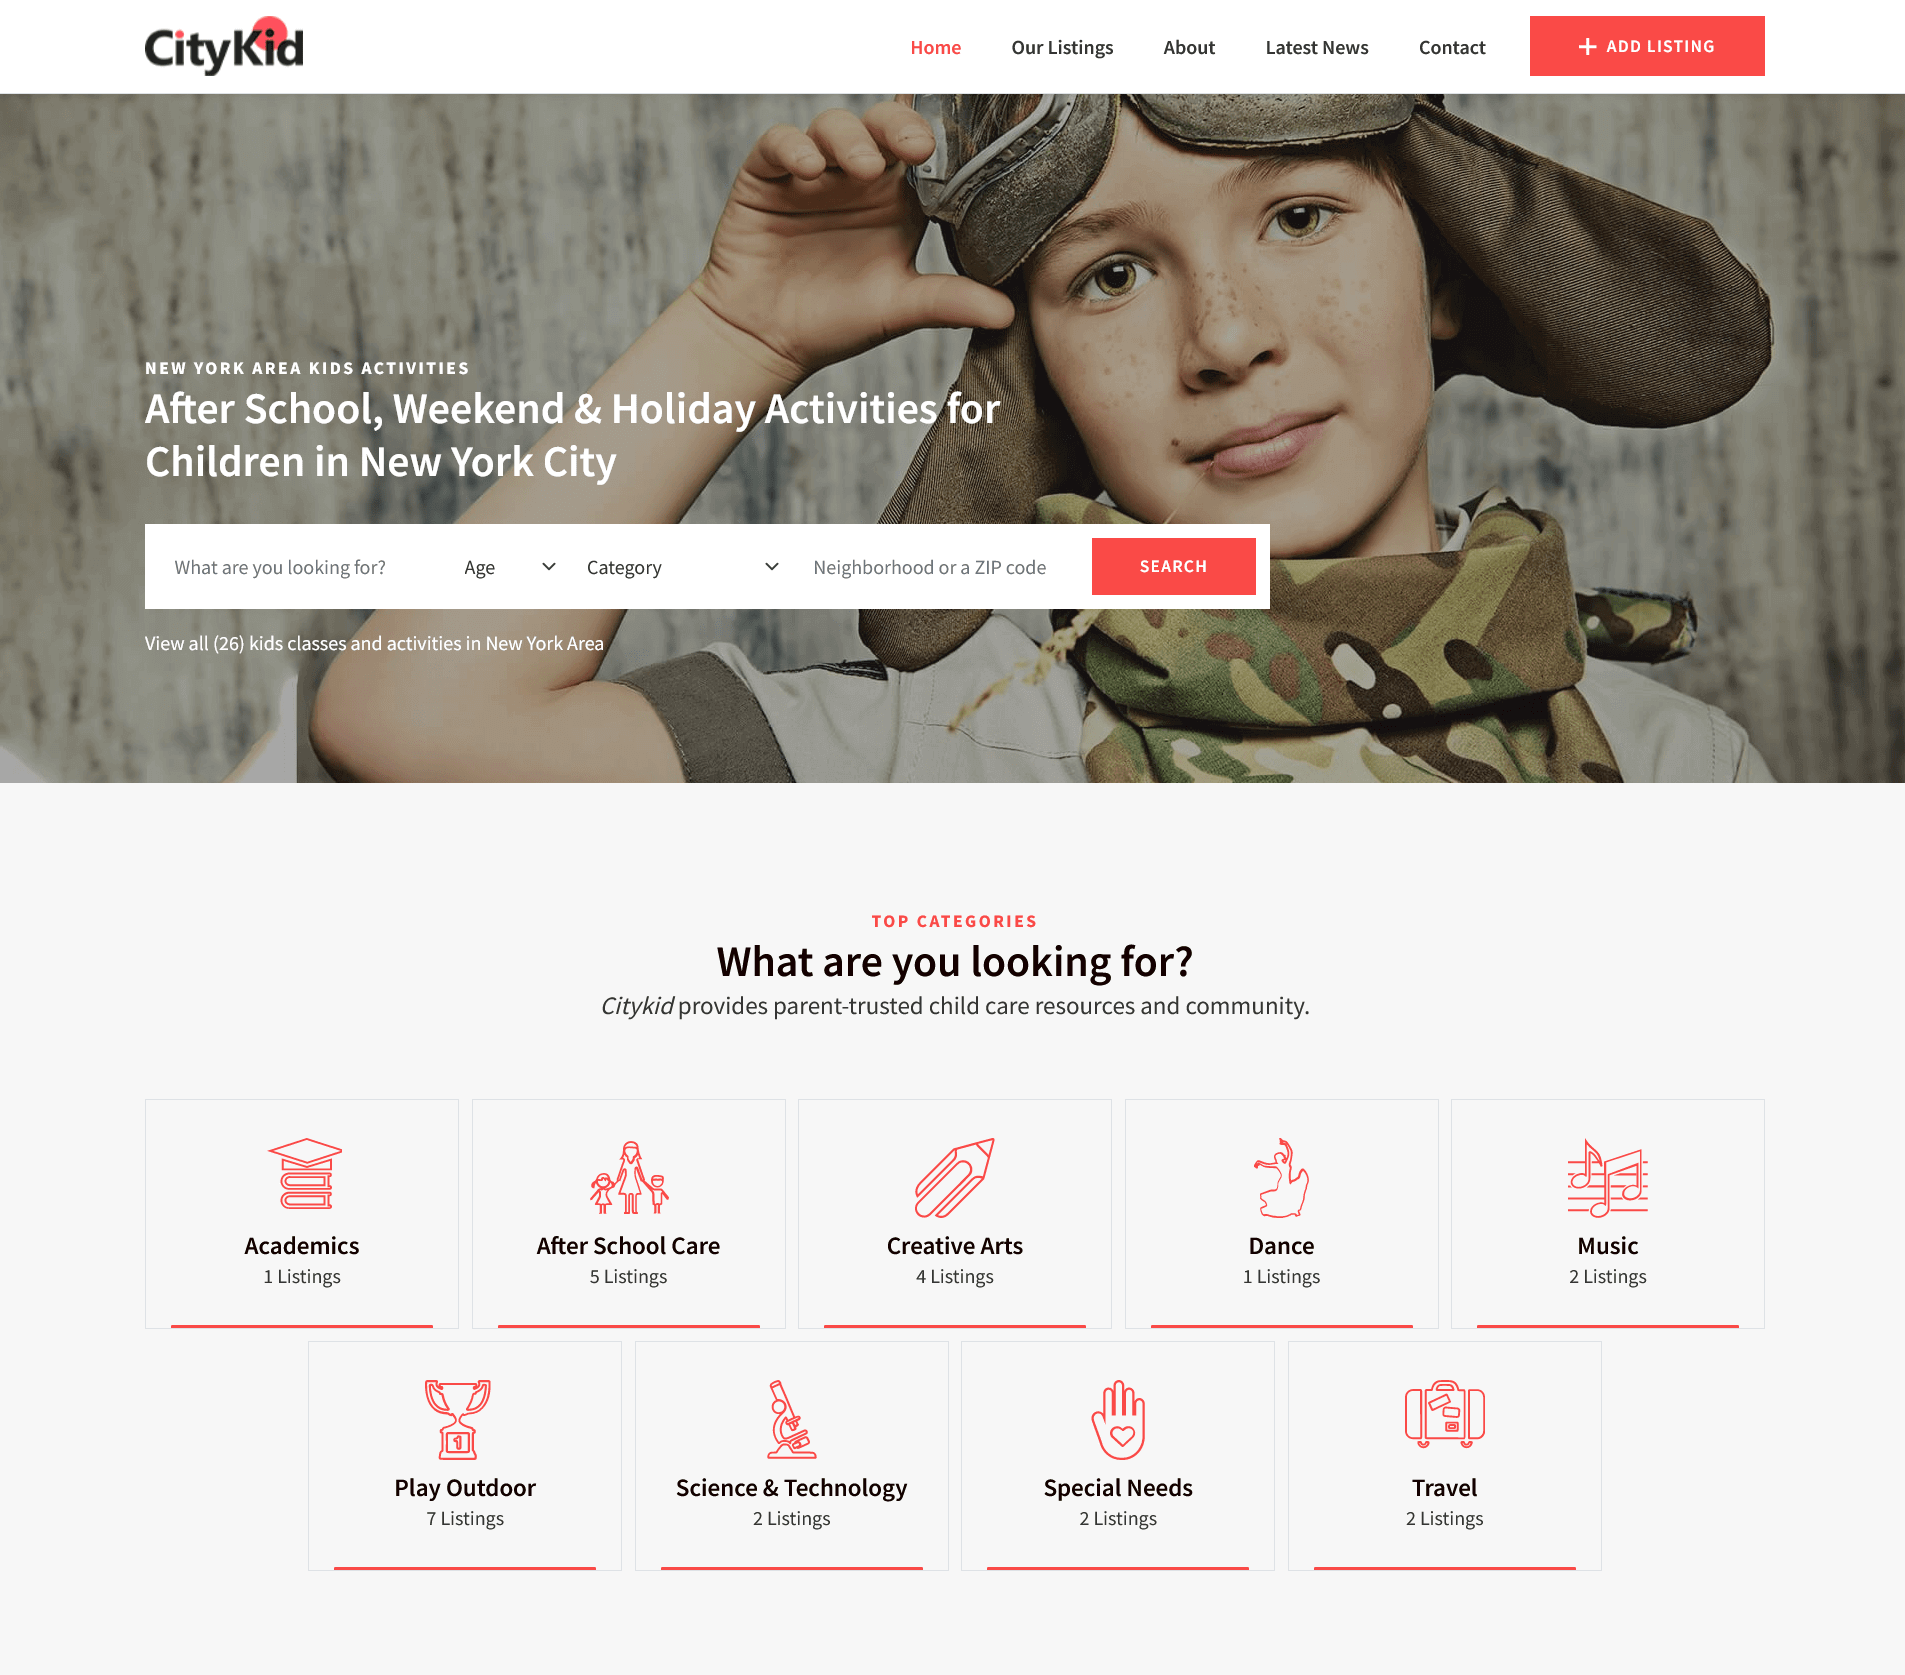 CityKid
Home Our Listings About Latest News Contact + ADD LISTING
NEW YORK AREA KIDS ACTIVITIES
After School, Weekend & Holiday Activities for
Children in New York City
What are you looking for? Age Category Neighborhood or a ZIP code SEARCH
View all (26) kids classes and activities in New York Area
TOP CATEGORIES
What are you looking for?
Citykid provides parent-trusted child care resources and community.
Academics
1 Listings
After School Care
5 Listings
Creative Arts
4 Listings
Dance
1 Listings
Music
2 Listings
1
Play Outdoor
7 Listings
Science & Technology
2 Listings
Special Needs
2 Listings
Travel
2 Listings